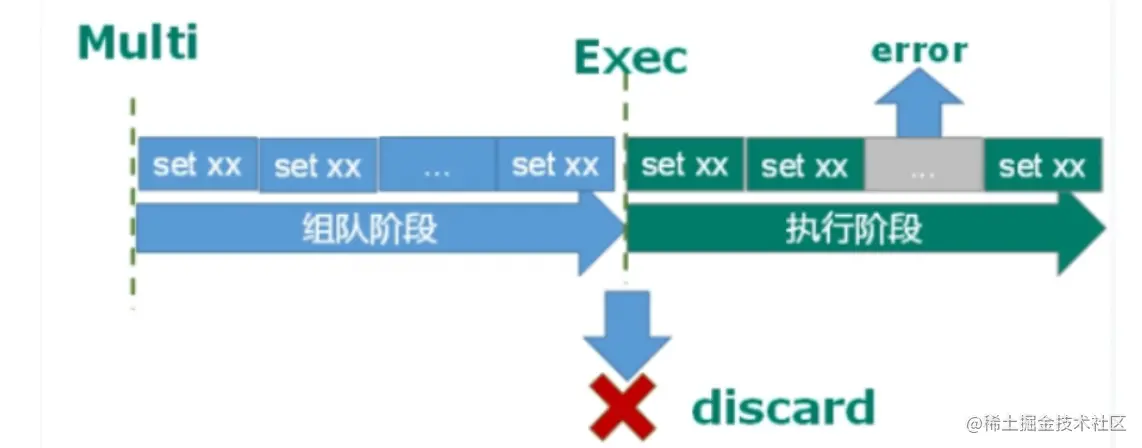 Multi
Exec
error
set xx
set xx
...
set xx
set xx
set xx
...
set xx
组队阶段
执行阶段
discard
@稀土掘金技术社区